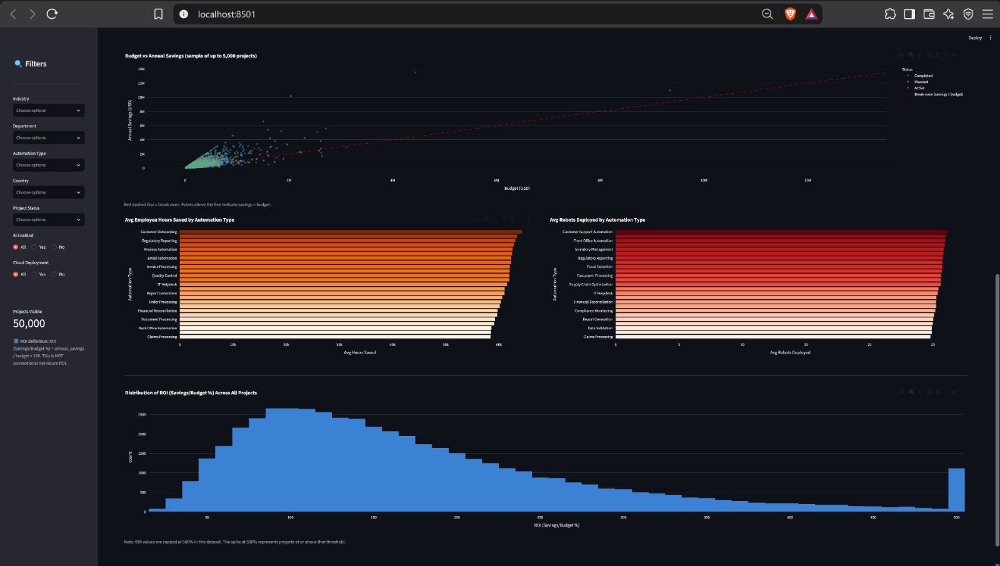 localhost:8501
Deploy
Filters
Industry
Choose options
Department
Choose options
Automation Type
Choose options
Country
Choose options
Project Status
Choose options
AI Enabled
All Yes No
Cloud Deployment
All Yes No
Projects Visible
50,000
ROI definition: ROI
(Savings/Budget %) = annual_savings
/ budget × 100. This is NOT
conventional net-return ROI.
Budget vs Annual Savings (sample of up to 5,000 projects)
Annual Savings (USD)
14M
12M
10M
8M
6M
4M
2M
0
0 2M 4M 6M 8M 10M 12M
Budget (USD)
Status
Completed
Planned
Active
Break-even (savings = budget)
Red dashed line = break-even. Points above the line indicate savings > budget.
Avg Employee Hours Saved by Automation Type
Automation Type
Customer Onboarding
Regulatory Reporting
Process Automation
Email Automation
Invoice Processing
Quality Control
IT Helpdesk
Report Generation
Order Processing
Financial Reconciliation
Document Processing
Back Office Automation
Claims Processing
0 10k 20k 30k 40k 50k 60k
Avg Hours Saved
Avg Robots Deployed by Automation Type
Automation Type
Customer Support Automation
Front Office Automation
Inventory Management
Regulatory Reporting
Fraud Detection
Document Processing
Supply Chain Optimization
IT Helpdesk
Financial Reconciliation
Compliance Monitoring
Report Generation
Data Validation
Claims Processing
0 5 10 15 20 25
Avg Robots Deployed
Distribution of ROI (Savings/Budget %) Across All Projects
count
2500
2000
1500
1000
500
0
50 100 150 200 250 300 350 400 450 500
ROI (Savings/Budget %)
Note: ROI values are capped at 500% in this dataset. The spike at 500% represents projects at or above that threshold.